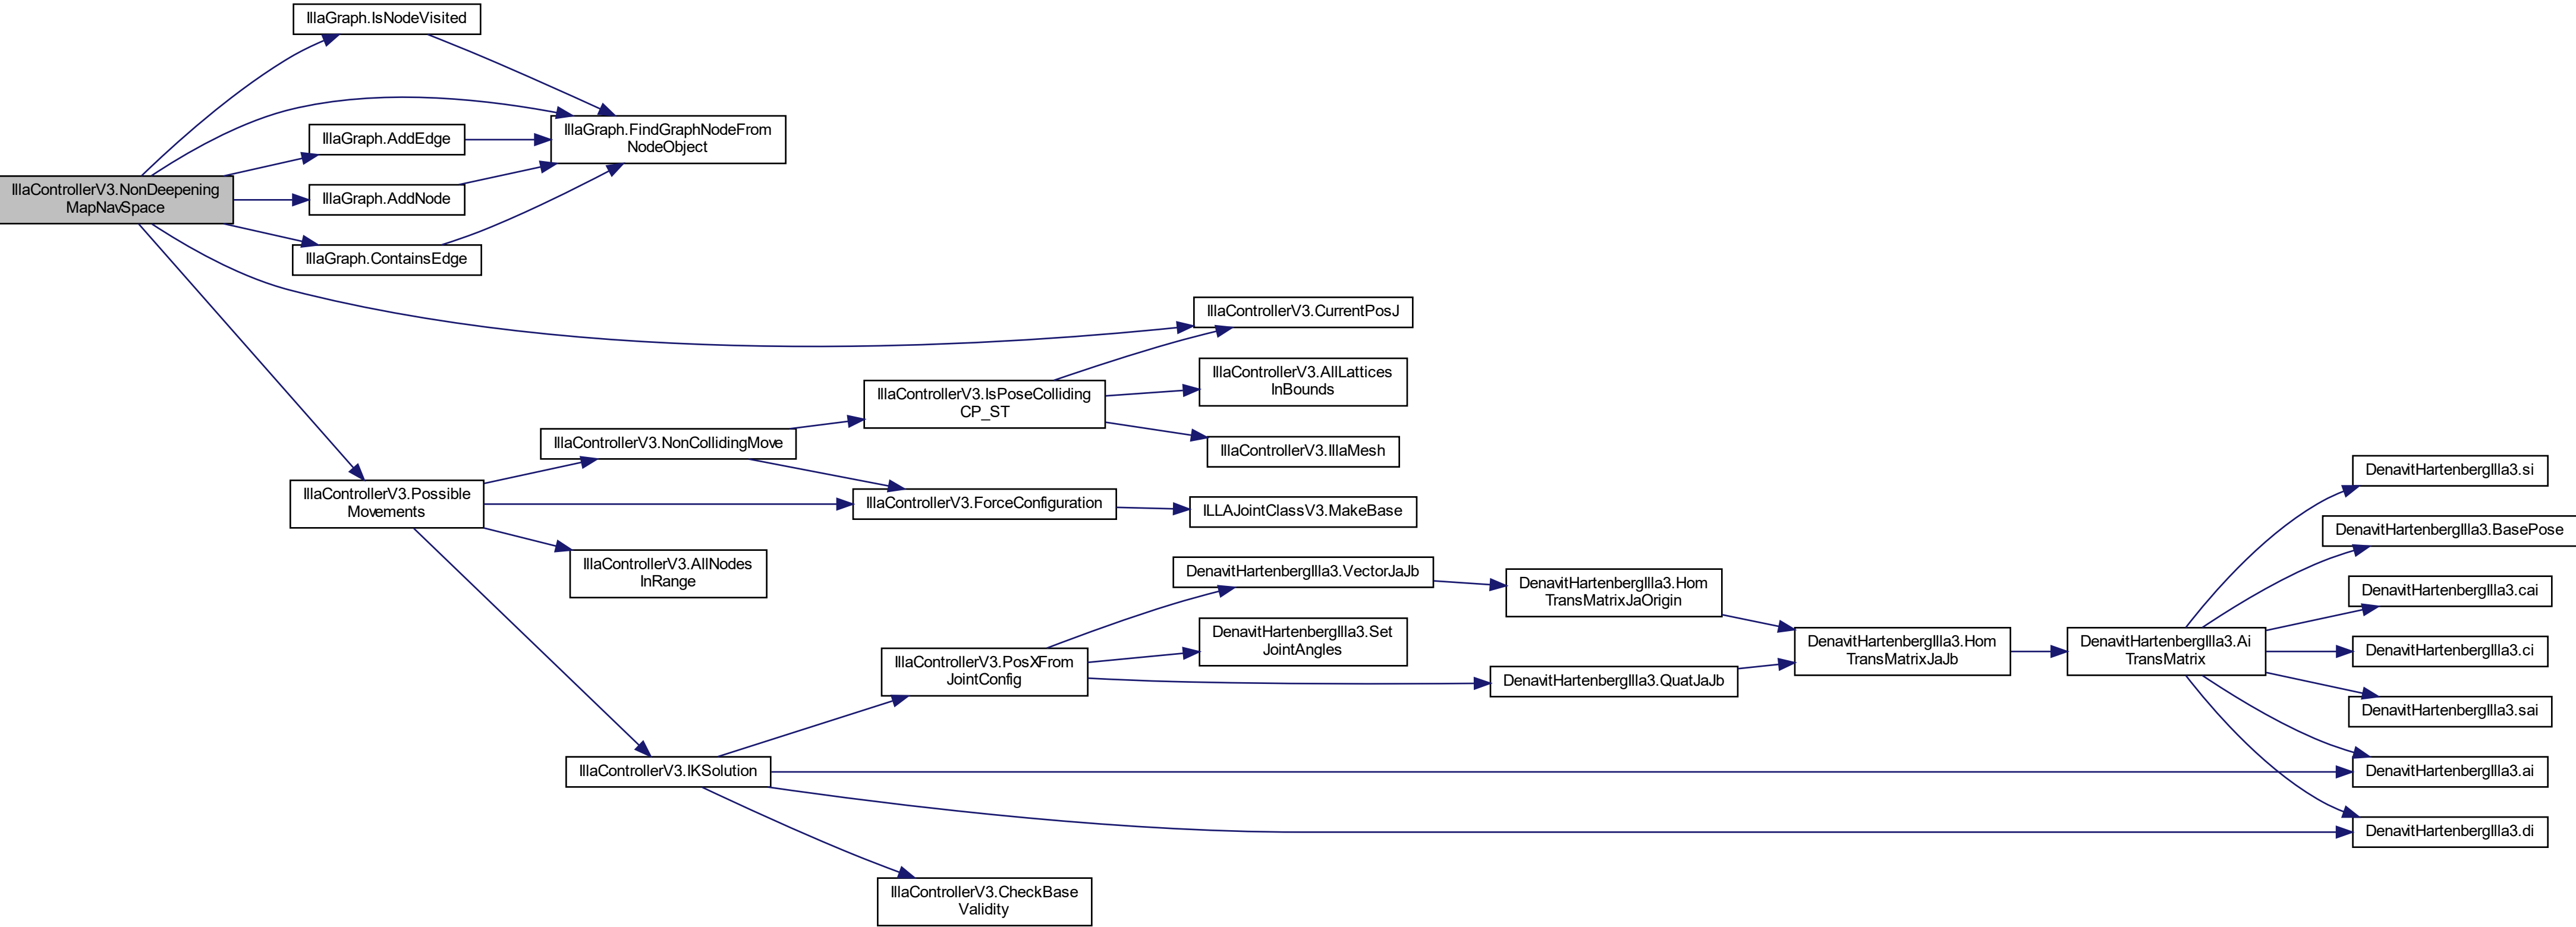 IllaGraph.IsNodeVisited
IllaGraph.FindGraphNodeFrom
NodeObject
IllaGraph.AddEdge
IllaControllerV3.NonDeepening
MapNavSpace
IllaGraph.AddNode
IllaGraph.ContainsEdge
IllaControllerV3.CurrentPosJ
IllaControllerV3.AllLattices
InBounds
IllaControllerV3.IsPoseColliding
CP_ST
IllaControllerV3.NonCollidingMove
IllaControllerV3.IllaMesh
DenavitHartenbergIlla3.si
IllaControllerV3.Possible
Movements
IllaControllerV3.ForceConfiguration
ILLAJointClassV3.MakeBase
DenavitHartenbergIlla3.BasePose
IllaControllerV3.AllNodes
InRange
DenavitHartenbergIlla3.VectorJaJb
DenavitHartenbergIlla3.Hom
TransMatrixJaOrigin
DenavitHartenbergIlla3.cai
DenavitHartenbergIlla3.Set
JointAngles
DenavitHartenbergIlla3.Hom
TransMatrixJaJb
DenavitHartenbergIlla3.Ai
TransMatrix
DenavitHartenbergIlla3.ci
IllaControllerV3.PosXFrom
JointConfig
DenavitHartenbergIlla3.QuatJaJb
DenavitHartenbergIlla3.sai
IllaControllerV3.IKSolution
DenavitHartenbergIlla3.ai
DenavitHartenbergIlla3.di
IllaControllerV3.CheckBase
Validity